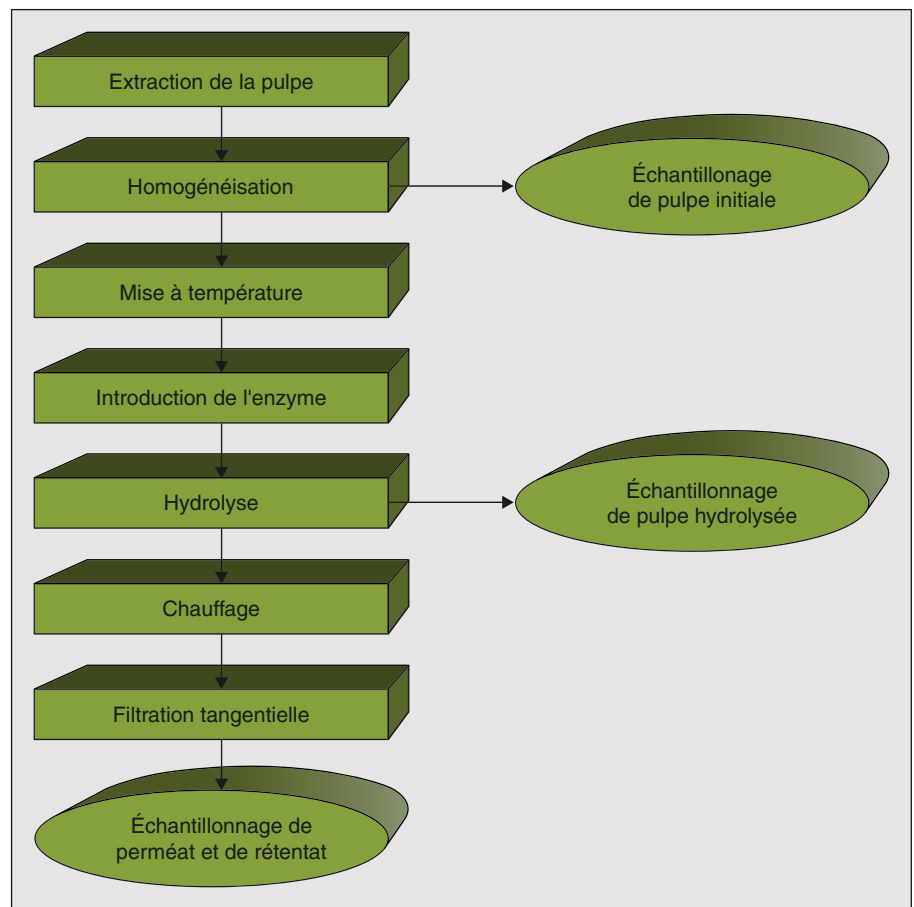 Extraction de la pulpe
Homogénéisation
Échantillonage
de pulpe initiale
Mise à température
Introduction de l'enzyme
Hydrolyse
Échantillonnage
de pulpe hydrolysée
Chauffage
Filtration tangentielle
Échantillonnage de
perméat et de rétentat